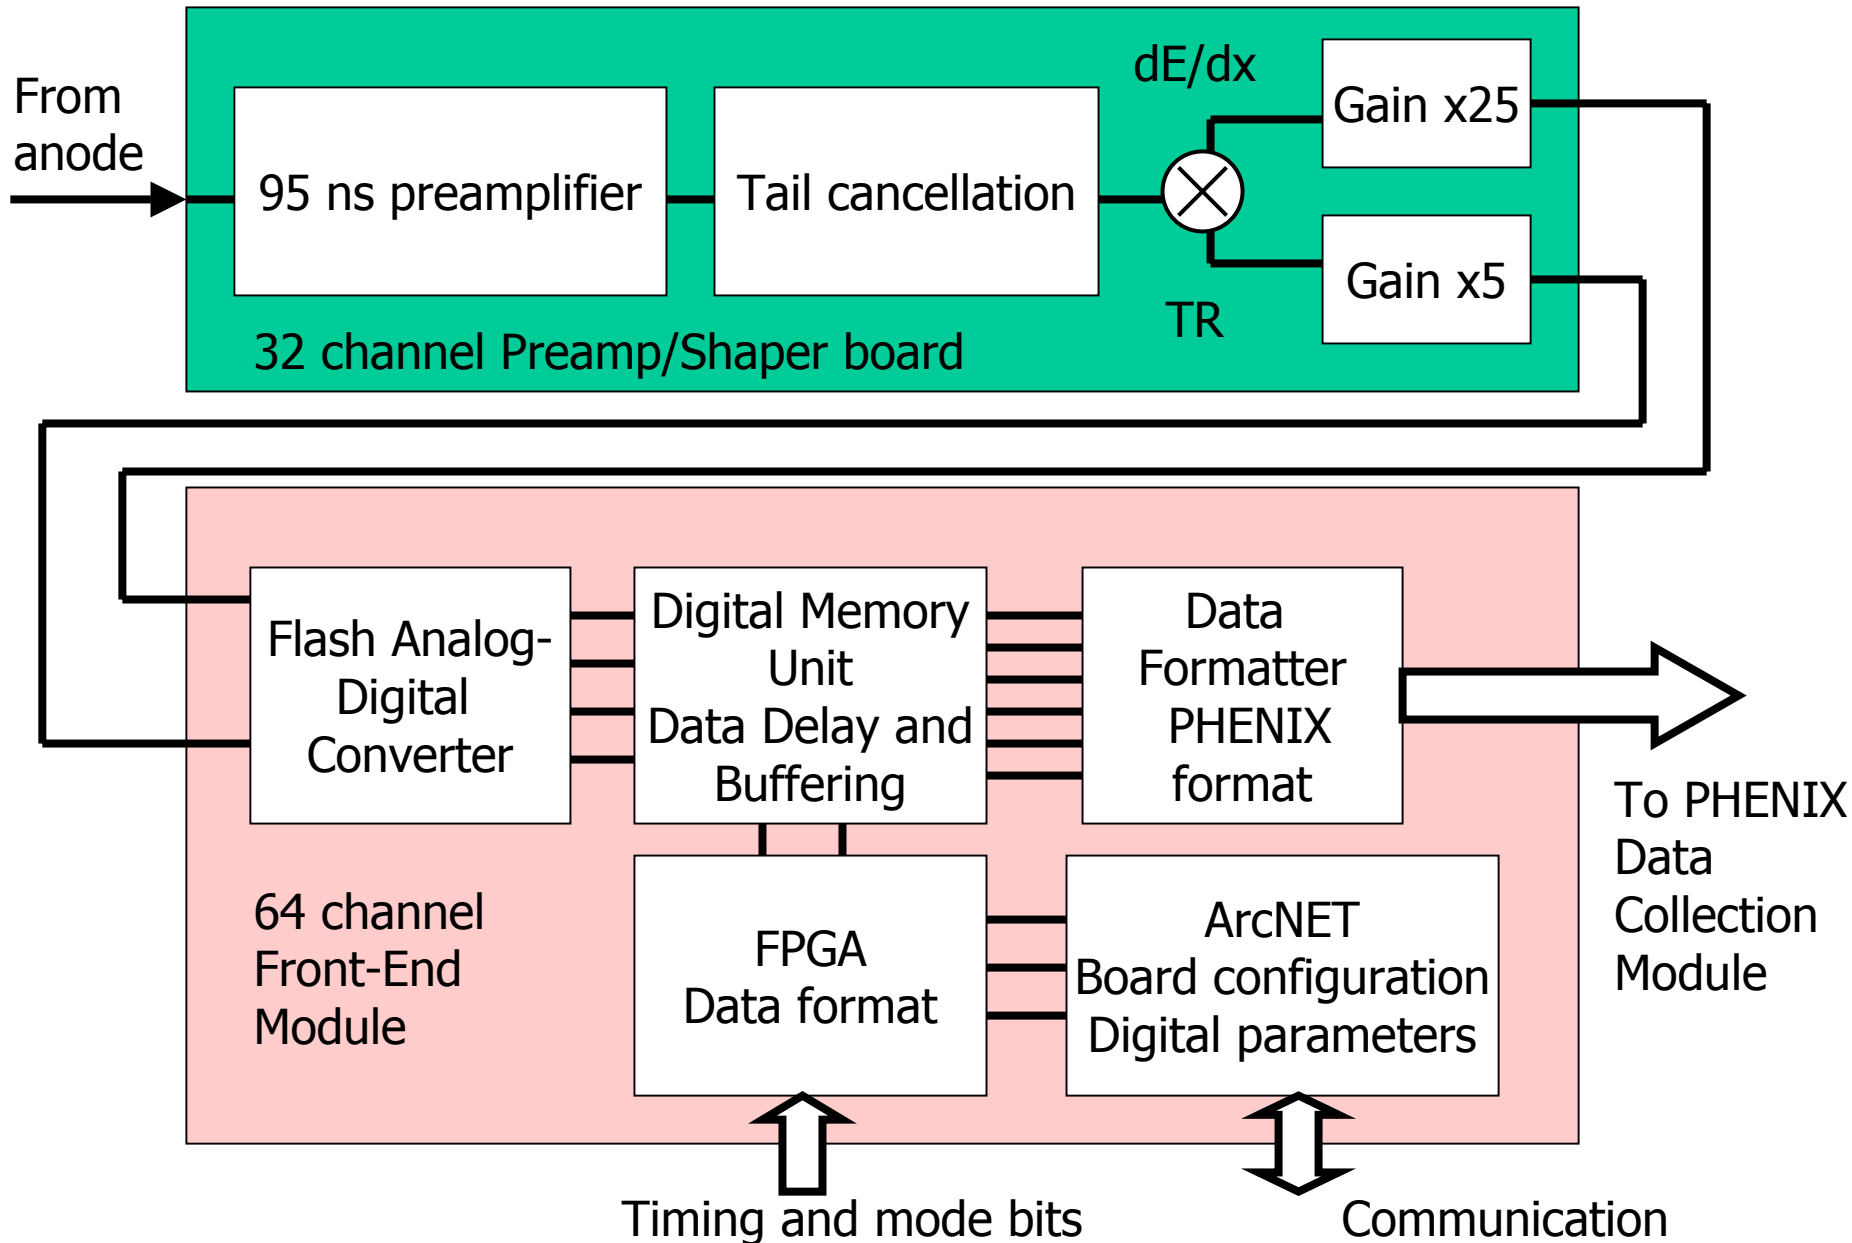 From
anode
95 ns preamplifier
Tail cancellation
dE/dx
TR
Gain x25
Gain x5
32 channel Preamp/Shaper board
Flash Analog-
Digital
Converter
Digital Memory
Unit
Data Delay and
Buffering
Data
Formatter
PHENIX
format
To PHENIX
Data
Collection
Module
64 channel
Front-End
Module
FPGA
Data format
ArcNET
Board configuration
Digital parameters
Timing and mode bits
Communication